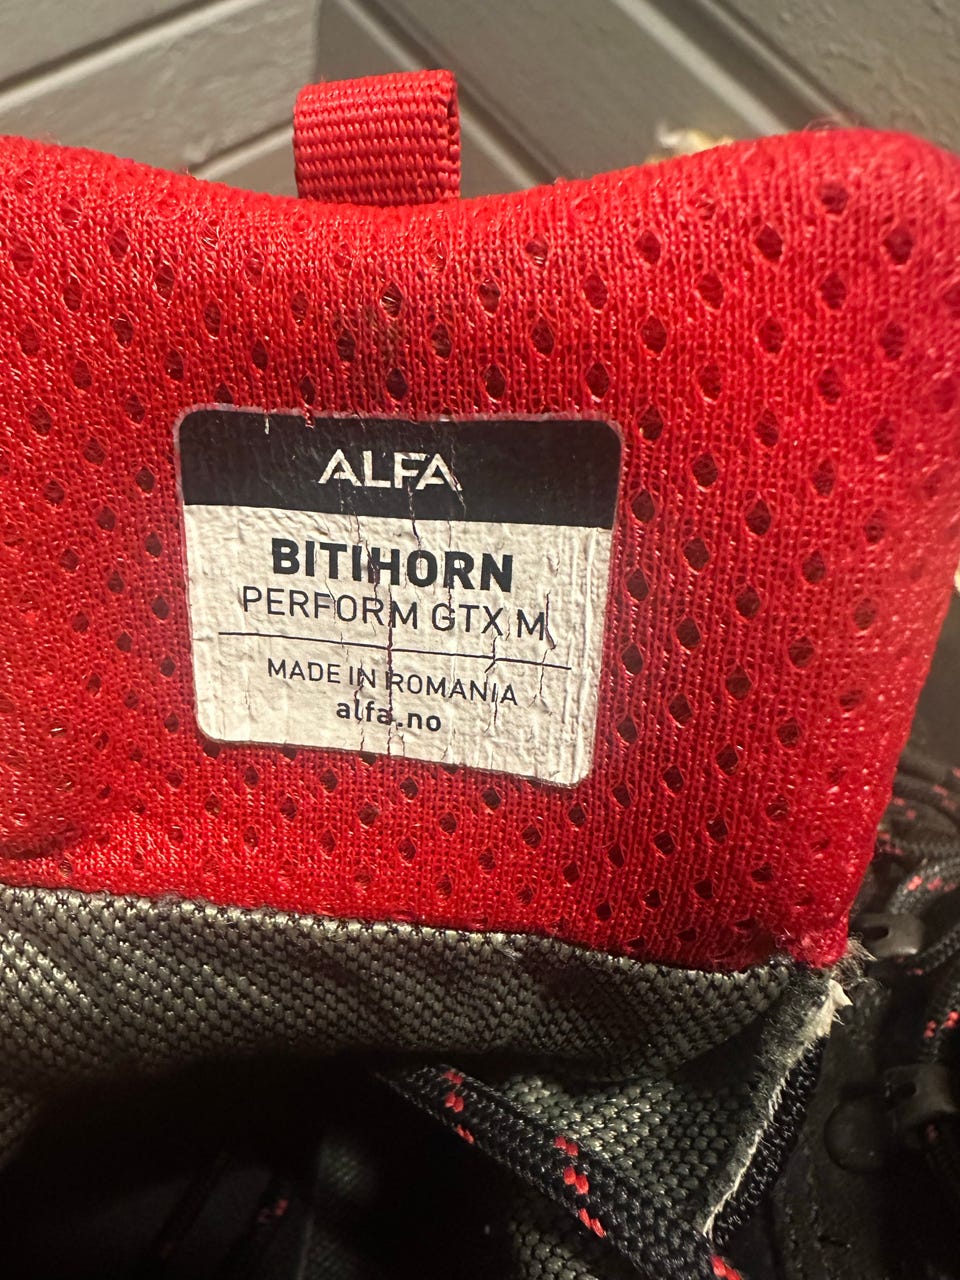 ALFA
BITIHORN
PERFORM GTX M
MADE IN ROMANIA
alfa.no